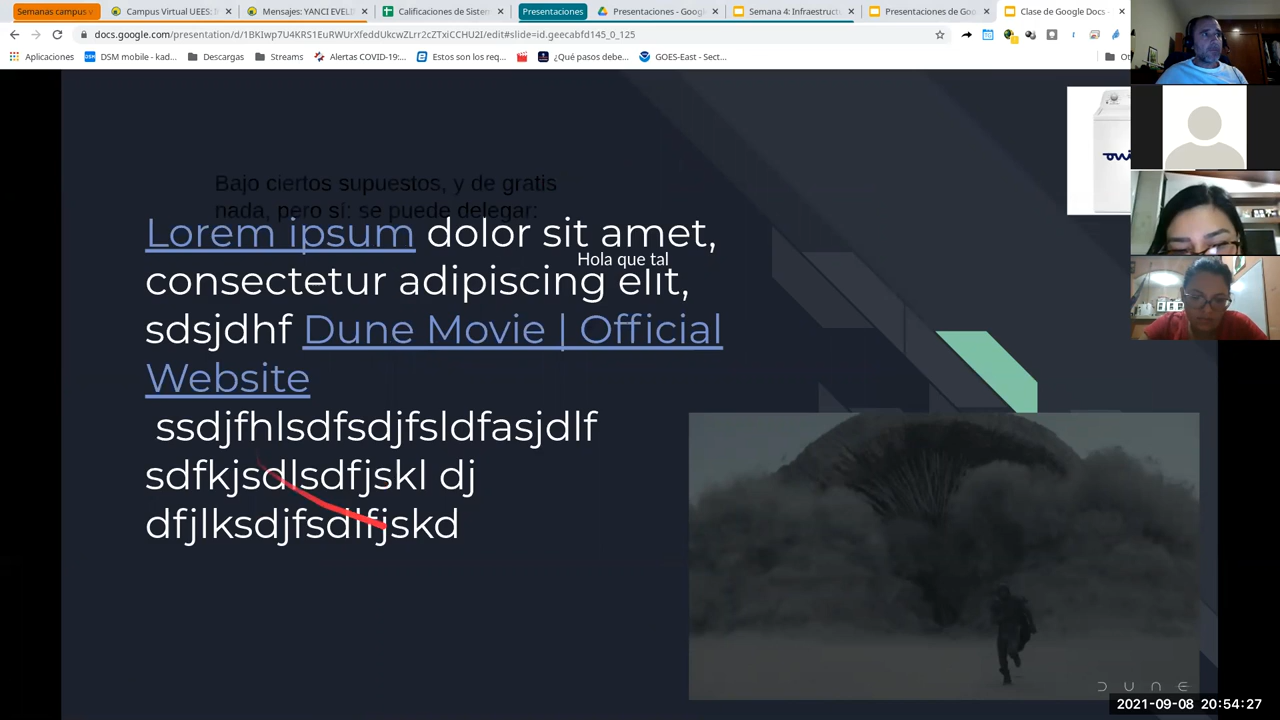 Semanas campus v
Campus Virtual UEES: 
Mensajes: YANCI EVELI
Calificaciones de
Presentaciones
Presentaciones - Google
Semana 4: Infraestructu
Presentaciones de Goo
Clase de Google Docs -
docs.google.com/presentation/d/1BKIwp7U4KRS1EuRWUrXfeddUkcwZLrr2cZTxiCCHU2I/edit#slide=id.geecabfd145_0_125
Aplicaciones
DSM mobile - kad...
Descargas
Streams
Alertas COVID-19:...
Estos son los req...
¿Qué pasos debe...
GOES-East - Sect...
Bajo ciertos supuestos, y de gratis
nada, pero sí: se puede delegar:
Lorem ipsum dolor sit amet,
Hola que tal
consectetur adipiscing elit,
sdsjdhf Dune Movie | Official
Website
ssdjfhlsdfsdjfsldfasjdlf
sdfkjsdlsdfjskl dj
dfjlksdjfsdlfjskd
DUNE
2021-09-08 20:54:27